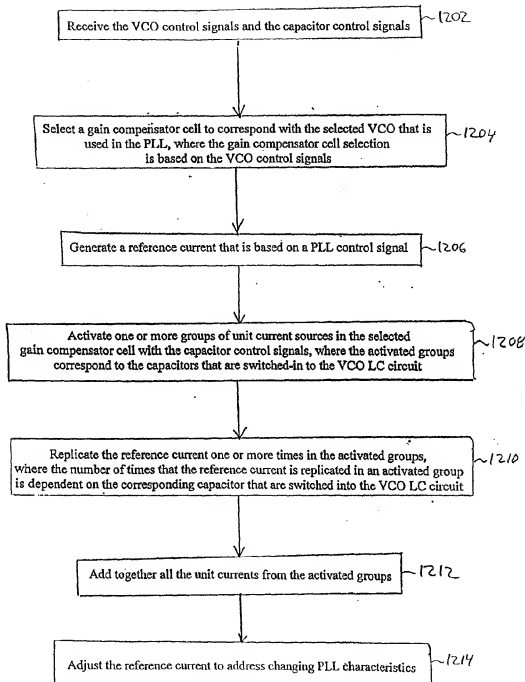 Receive the VCO control signals and the capacitor control signals
1202
Select a gain compensator cell to correspond with the selected VCO that is
used in the PLL, where the gain compensator cell selection
is based on the VCO control signals
1204
Generate a reference current that is based on a PLL control signal
1206
Activate one or more groups of unit current sources in the selected
gain compensator cell with the capacitor control signals, where the activated groups
correspond to the capacitors that are switched-in to the VCO LC circuit
1208
Replicate the reference current one or more times in the activated groups,
where the number of times that the reference current is replicated in an activated group
is dependent on the corresponding capacitor that are switched into the VCO LC circuit
1210
Add together all the unit currents from the activated groups
1212
Adjust the reference current to address changing PLL characteristics
1214